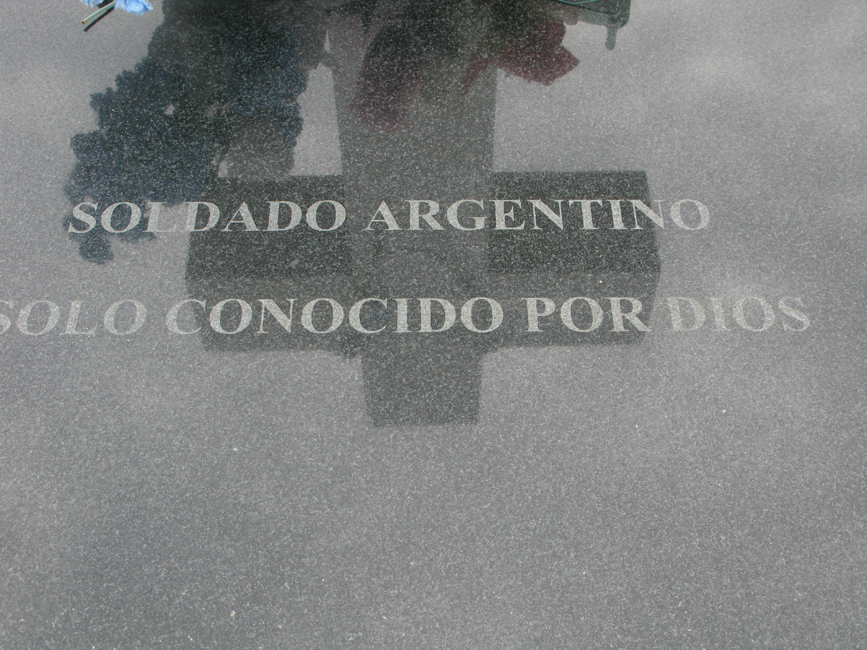 SOLDADO ARGENTINO
SOLO CONOCIDO POR DIOS